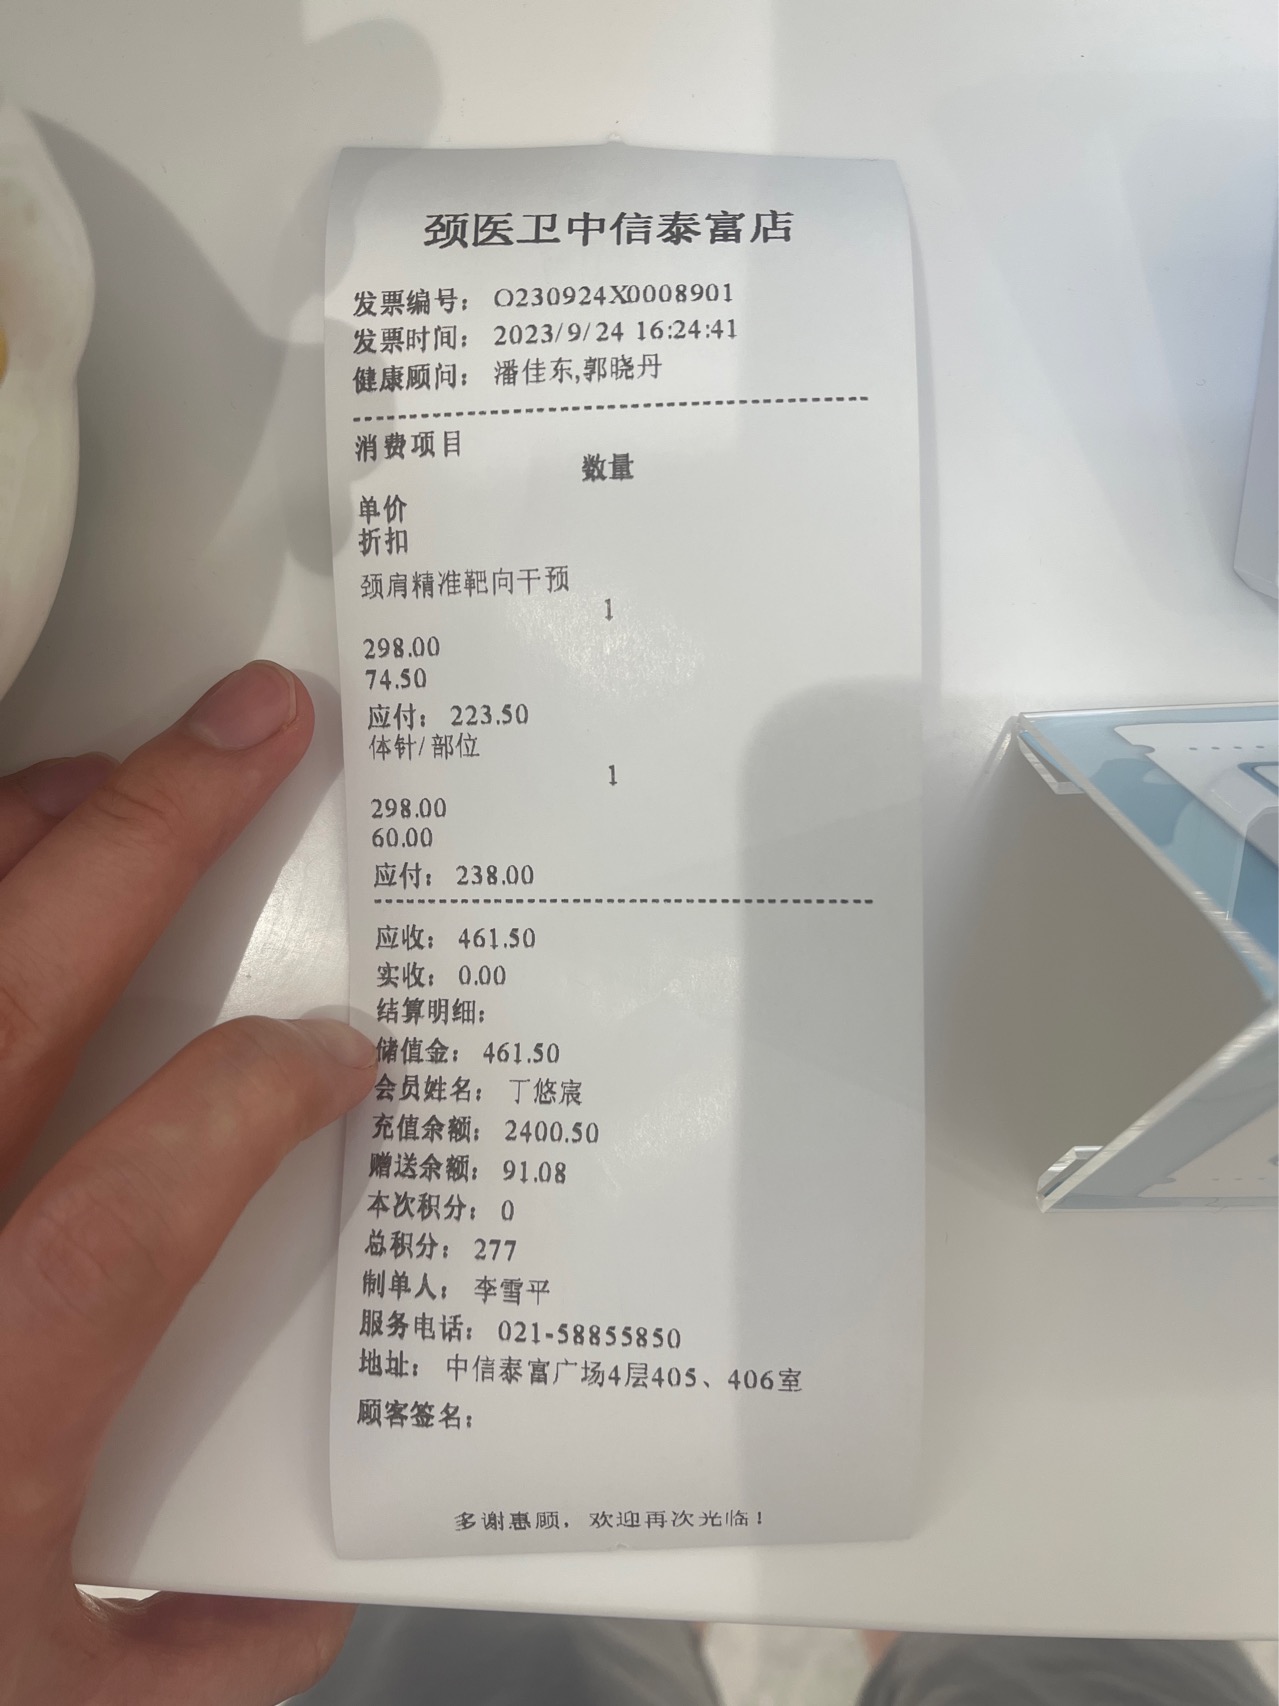 颈医卫中信泰富店
发票编号： O230924X0008901
发票时间： 2023/9/24 16:24:41
健康顾问： 潘佳东,郭晓丹
消费项目
数量
单价
折扣
颈肩精准靶向干预
1
298.00
74.50
应付： 223.50
体针/部位
1
298.00
60.00
应付： 238.00
应收： 461.50
实收： 0.00
结算明细：
储值金： 461.50
会员姓名： 丁悠宸
充值余额： 2400.50
赠送余额： 91.08
本次积分： 0
总积分： 277
制单人： 李雪平
服务电话： 021-58855850
地址： 中信泰富广场4层405、406室
顾客签名：
多谢惠顾，欢迎再次光临！